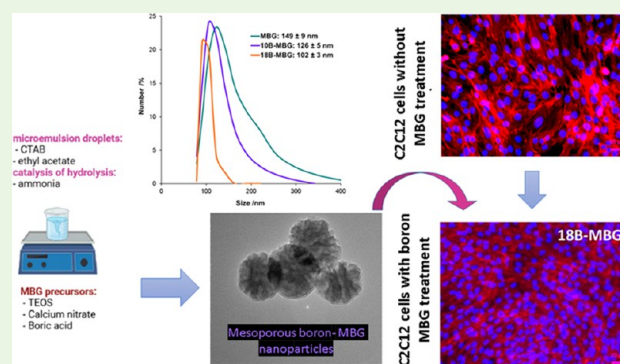 microemulsion droplets:
- CTAB
- ethyl acetate
catalysis of hydrolysis:
- ammonia
MBG precursors:
- TEOS
- Calcium nitrate
- Boric acid
25
20
15
10
5
0
Number /%
0
100
200
300
400
Size /nm
MBG: 149 ± 9 nm
10B-MBG: 126 ± 5 nm
18B-MBG: 102 ± 3 nm
Mesoporous boron- MBG
nanoparticles
C2C12 cells without
MBG treatment
C2C12 cells with boron
MBG treatment
18B-MBG